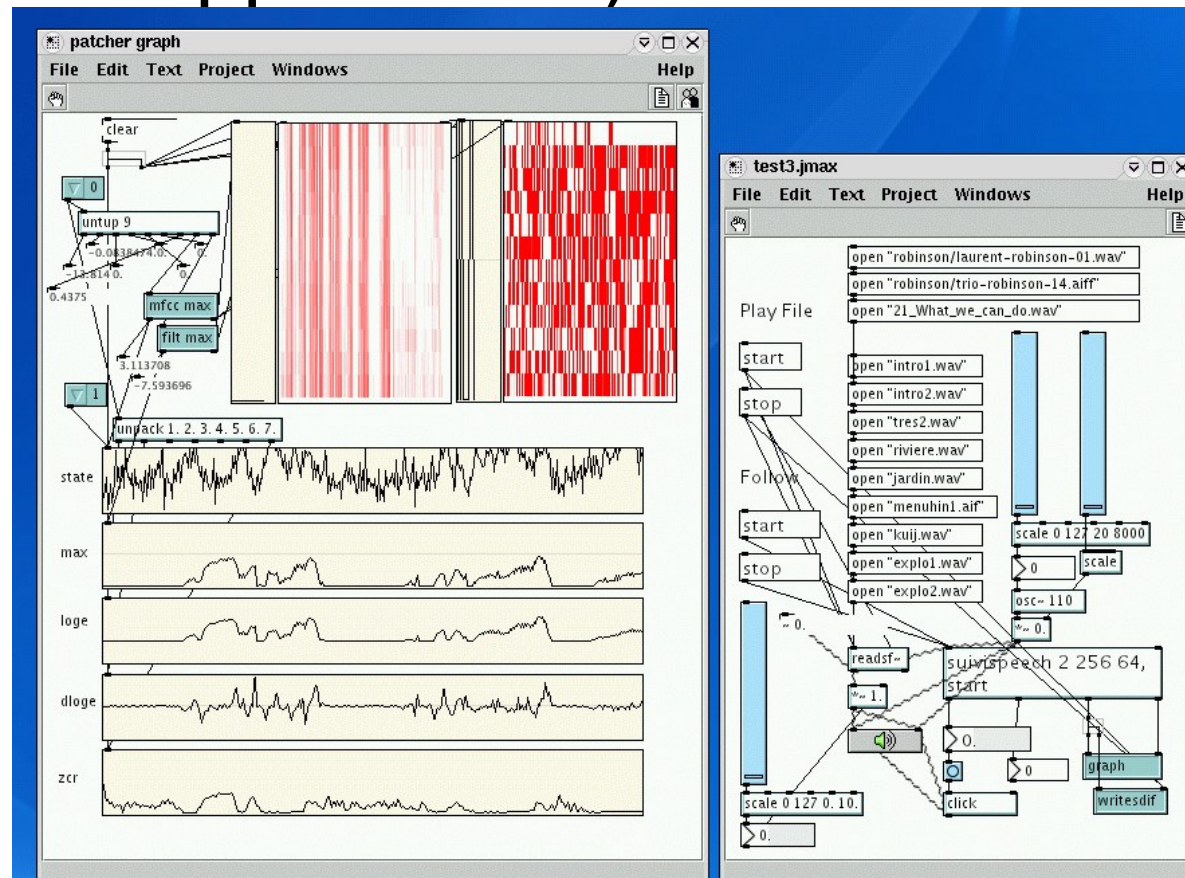 patcher graph
File Edit Text Project Windows Help
clear
0
untup 9
-0.0838474 0. 0.
-13.814 0. 0.
0.4375
mfcc max
filt max
3.113708
-7.593696
1
unpack 1. 2. 3. 4. 5. 6. 7.
state
max
loge
dloge
zcr
test3.jmax
File Edit Text Project Windows Help
open "robinson/laurent-robinson-01.wav"
open "robinson/trio-robinson-14.aiff"
open "21_What_we_can_do.wav"
Play File
start
stop
open "intro1.wav"
open "intro2.wav"
open "tres2.wav"
open "riviere.wav"
open "jardin.wav"
open "menuhin1.aif"
open "kuij.wav"
open "explo1.wav"
open "explo2.wav"
Follow
start
stop
scale 0 127 20 8000
0
scale
osc~ 110
*~ 0.
~ 0.
readsf~
suivispeech 2 256 64,
start
*~ 1.
0.
0
graph
click
writesdif
scale 0 127 0. 10.
0.